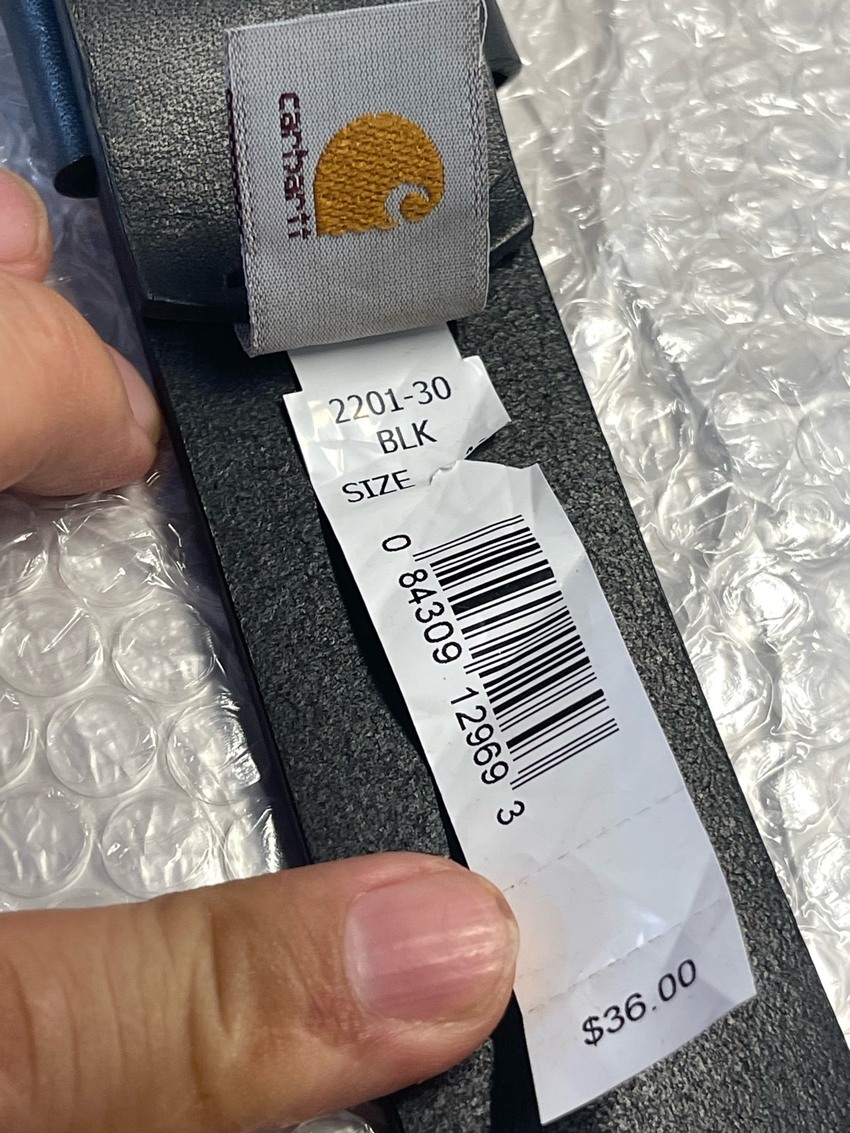 carhartt
2201-30
BLK
SIZE
0 84309 12969 3
$36.00